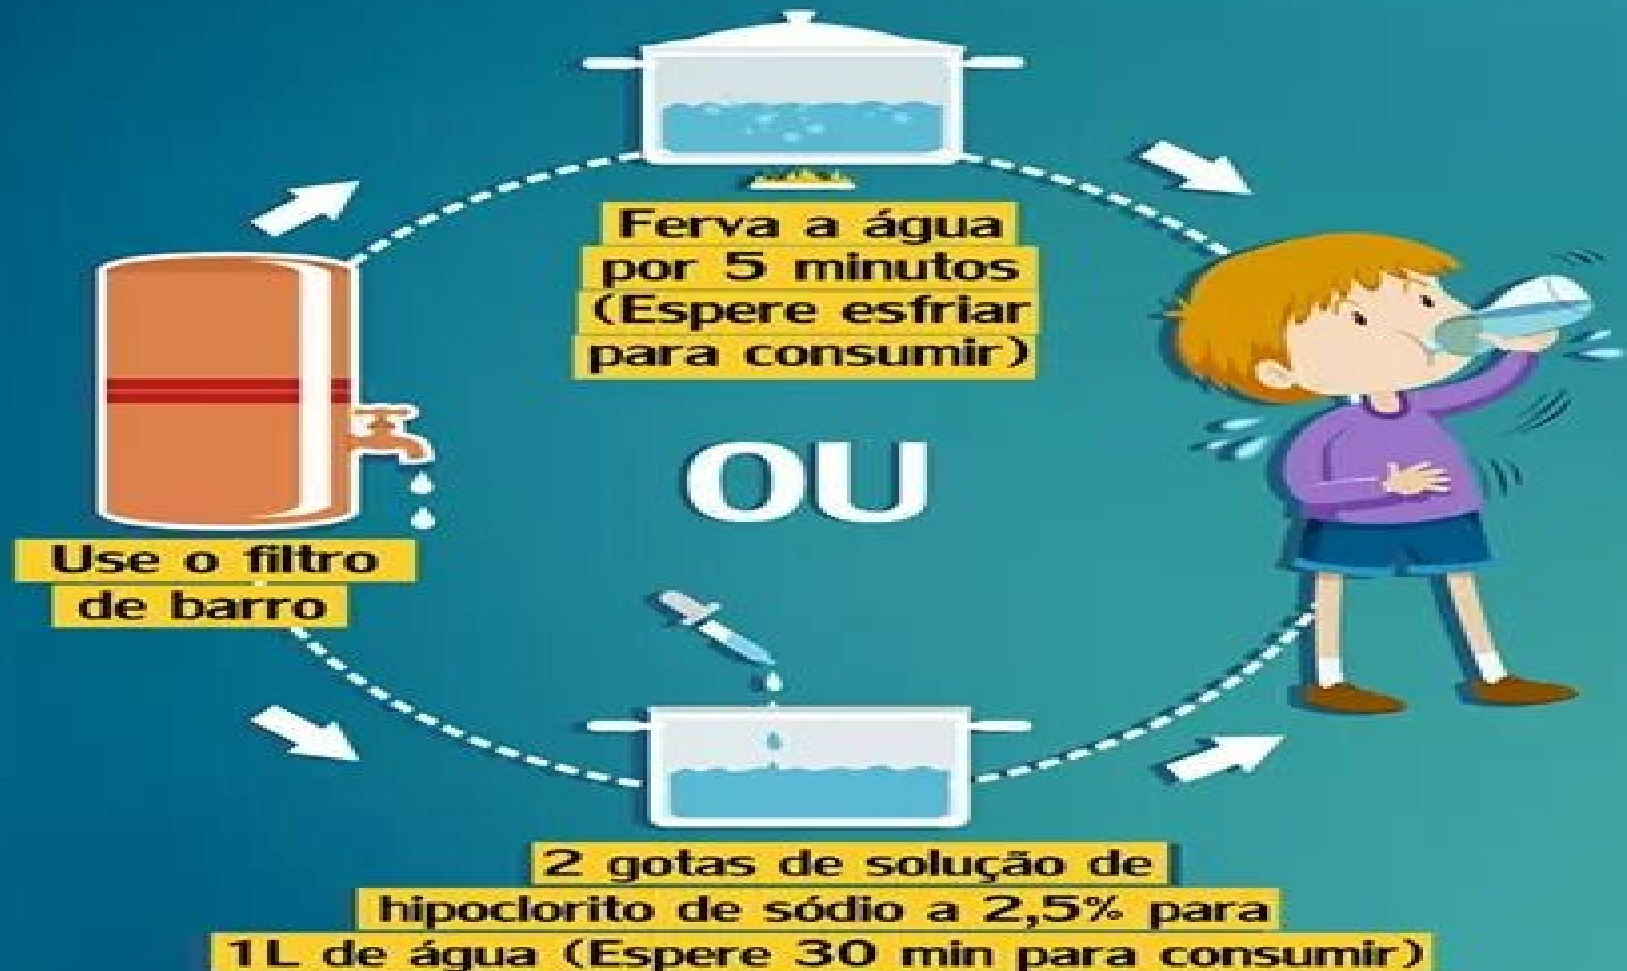 Ferva a água
por 5 minutos
(Espere esfriar
para consumir)
OU
Use o filtro
de barro
2 gotas de solução de
hipoclorito de sódio a 2,5% para
1L de água (Espere 30 min para consumir)